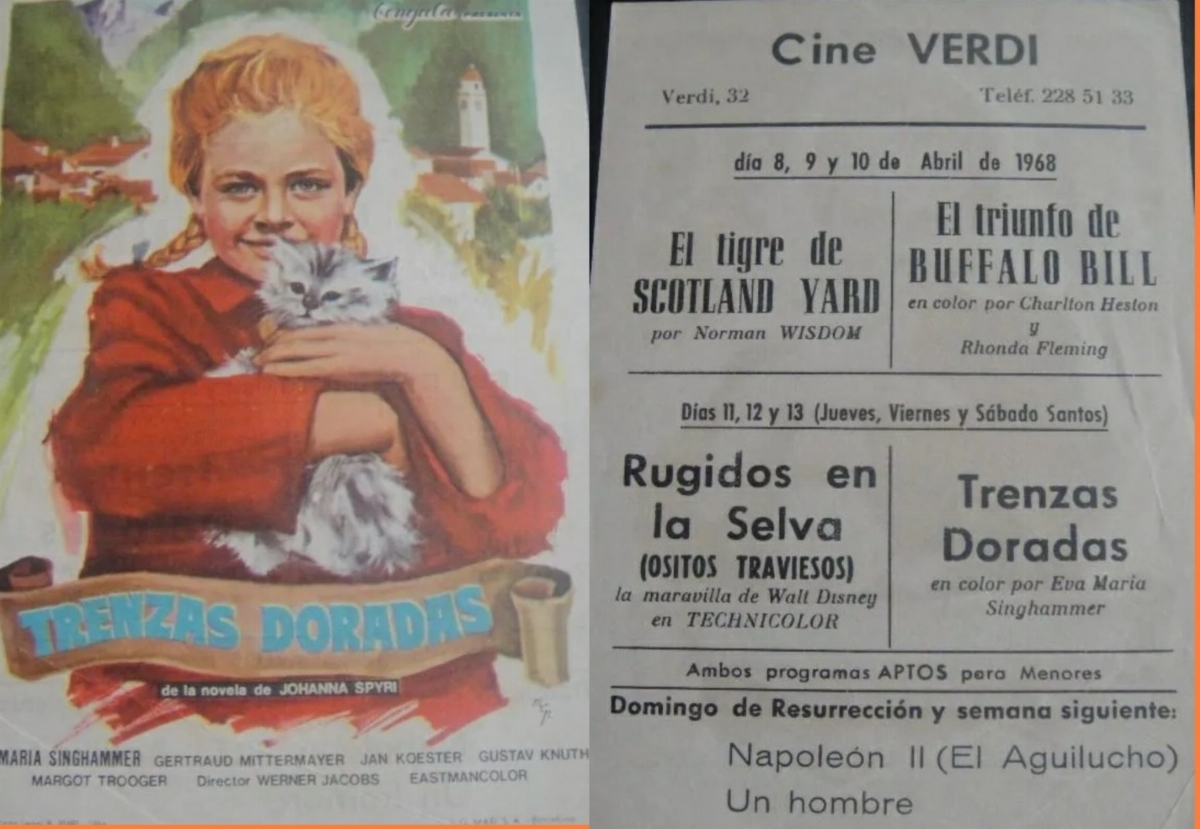 TRENZAS DORADAS
de la novela de JOHANNA SPYRI
MARIA SINGHAMMER GERTRAUD MITTERMAYER JAN KOESTER GUSTAV KNUTH
MARGOT TROOGER Director WERNER JACOBS EASTMANCOLOR
Cine VERDI
Verdi, 32 Teléf. 228 51 33
día 8, 9 y 10 de Abril de 1968
El tigre de
SCOTLAND YARD
por Norman WISDOM
El triunfo de
BUFFALO BILL
en color por Charlton Heston
y
Rhonda Fleming
Días 11, 12 y 13 (Jueves, Viernes y Sábado Santos)
Rugidos en
la Selva
(OSITOS TRAVIESOS)
la maravilla de Walt Disney
en TECHNICOLOR
Trenzas
Doradas
en color por Eva Maria
Singhammer
Ambos programas APTOS para Menores
Domingo de Resurrección y semana siguiente:
Napoleón II (El Aguilucho)
Un hombre